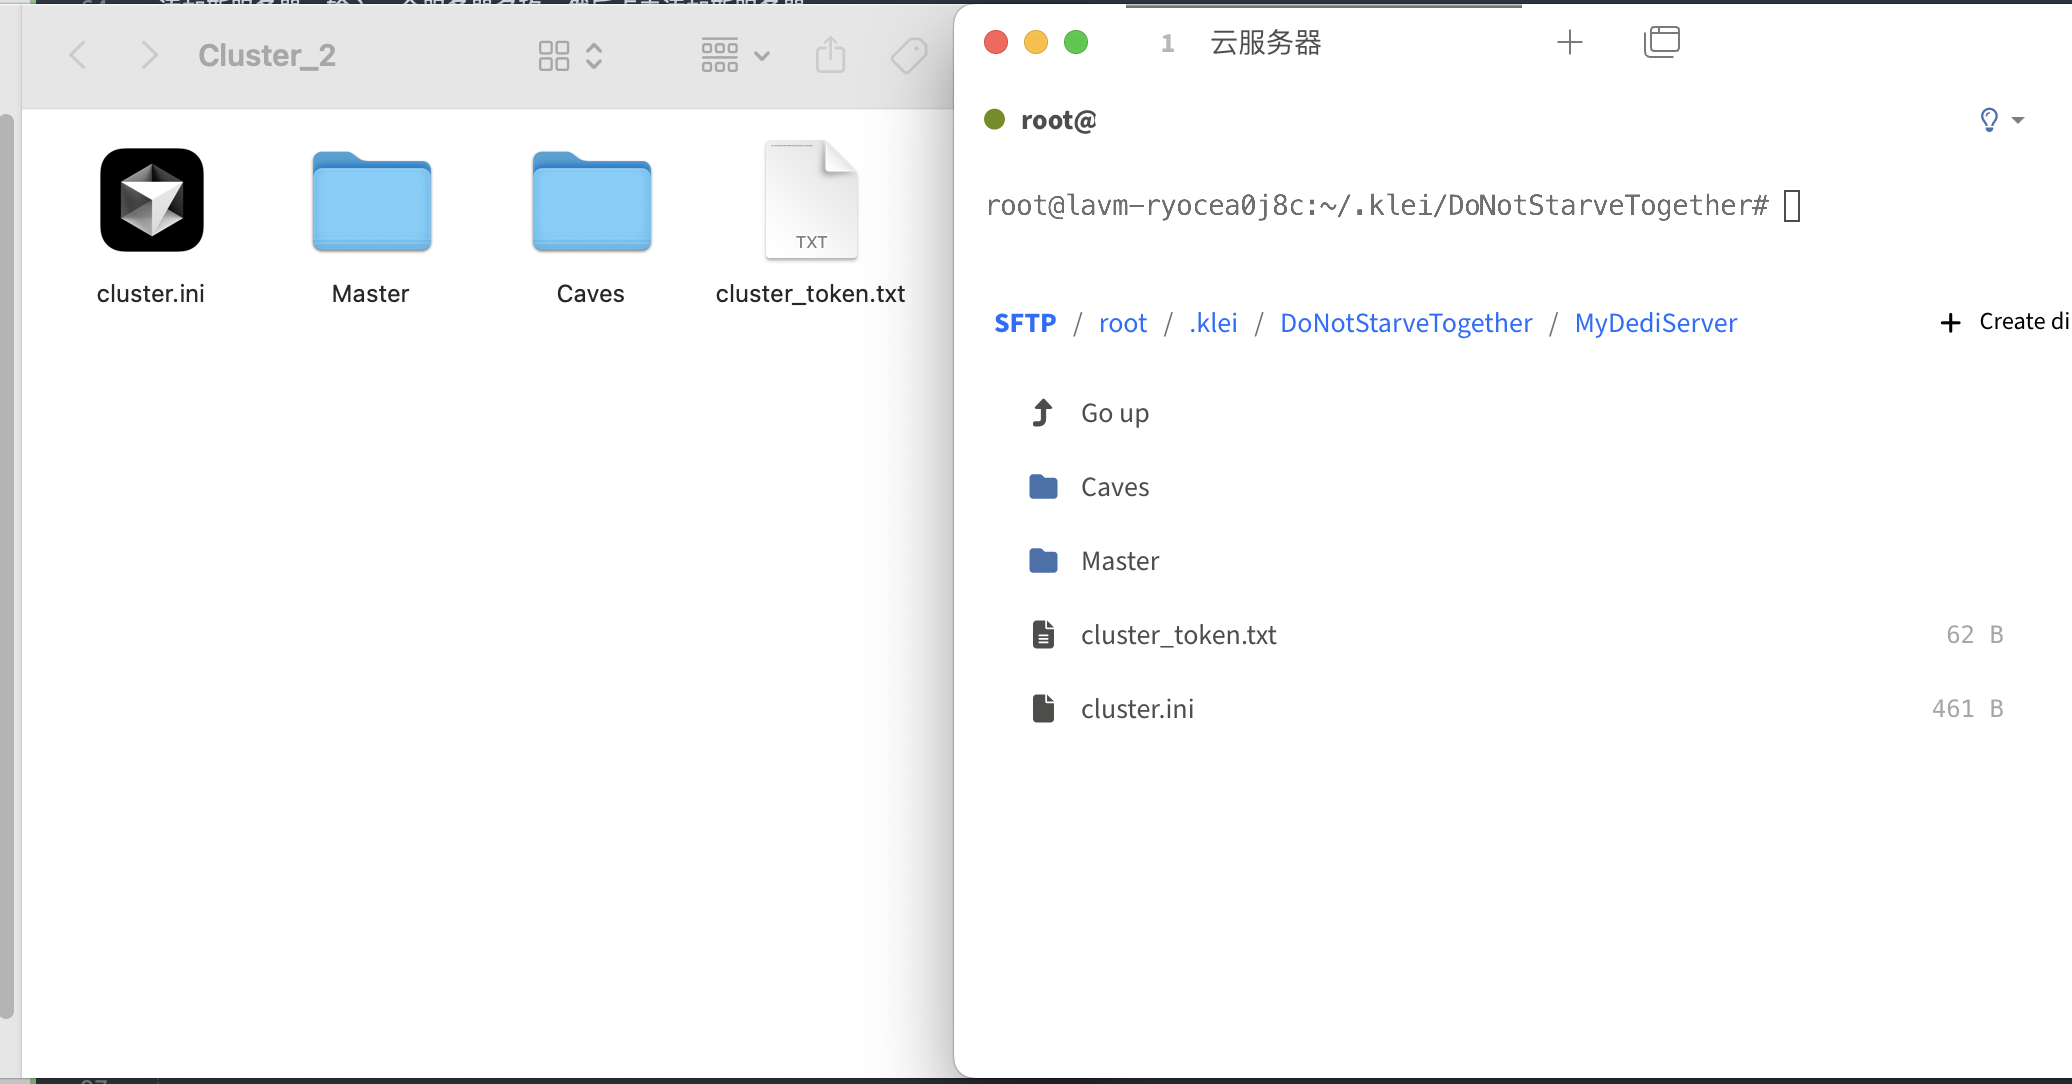 Cluster_2
cluster.ini
Master
Caves
TXT
cluster_token.txt
1 云服务器
root@
root@lavm-ryocea0j8c:~/.klei/DoNotStarveTogether#
SFTP / root / .klei / DoNotStarveTogether / MyDediServer
+ Create di
Go up
Caves
Master
cluster_token.txt 62 B
cluster.ini 461 B